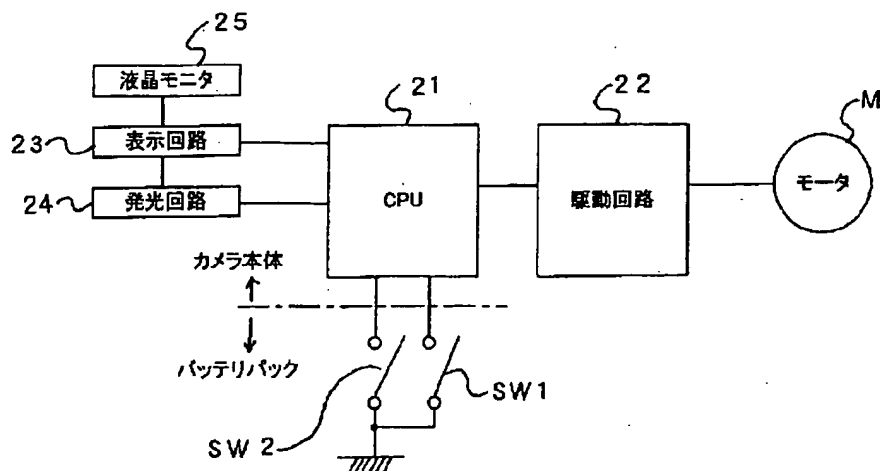 25
液晶モニタ
21
22
M
23
表示回路
24
発光回路
CPU
駆動回路
モータ
カメラ本体
バッテリパック
SW1
SW2